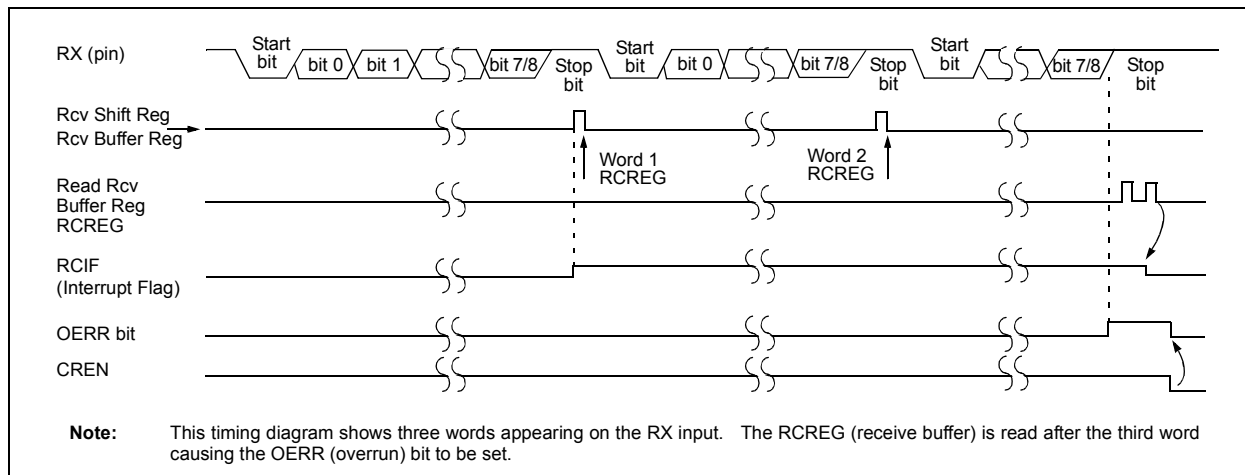 RX (pin)
Start
bit
bit 0
bit 1
bit 7/8
Stop
bit
Start
bit
bit 0
bit 7/8
Stop
bit
Start
bit
bit 7/8
Stop
bit
Rcv Shift Reg
Rcv Buffer Reg
Word 1
RCREG
Word 2
RCREG
Read Rcv
Buffer Reg
RCREG
RCIF
(Interrupt Flag)
OERR bit
CREN
Note: This timing diagram shows three words appearing on the RX input. The RCREG (receive buffer) is read after the third word
causing the OERR (overrun) bit to be set.